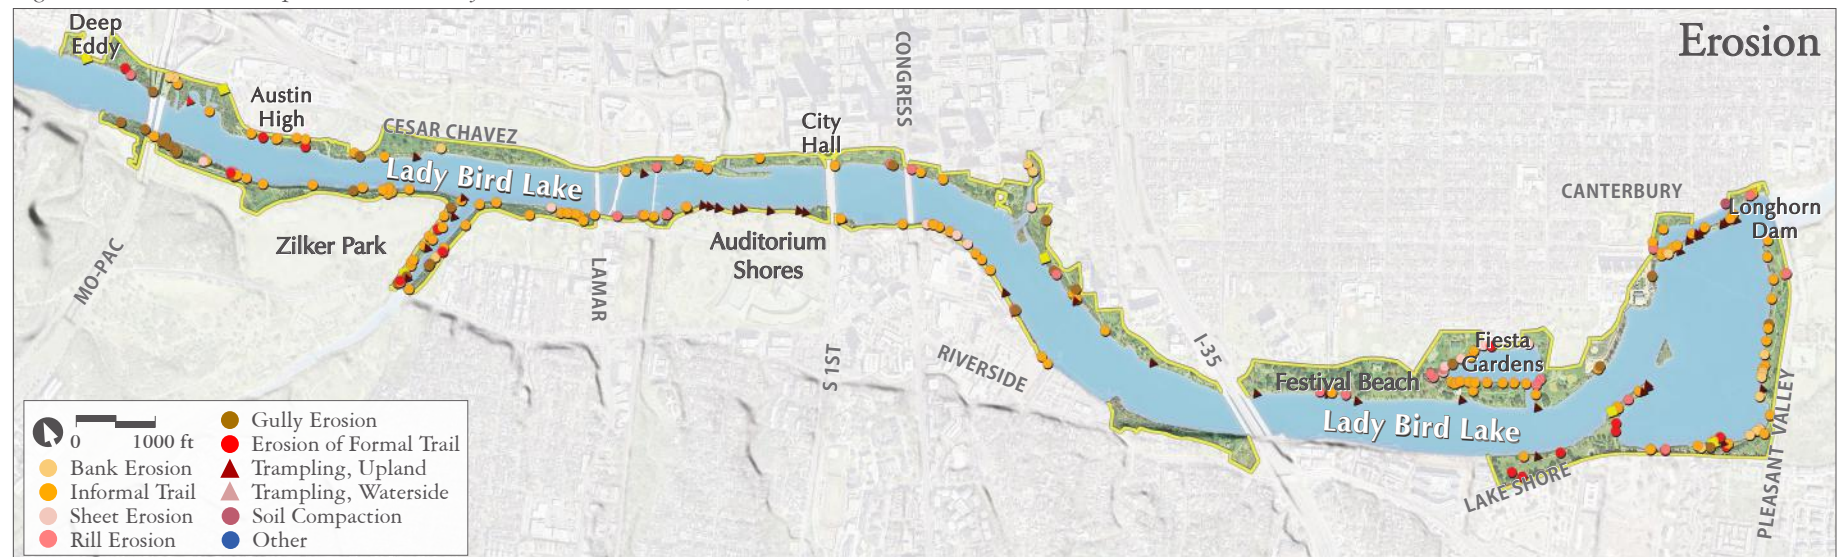 Erosion
Deep
Eddy
Austin
High
CESAR CHAVEZ
City
Hall
CONGRESS
CANTERBURY
Longhorn
Dam
Lady Bird Lake
Zilker Park
Auditorium
Shores
MO-PAC
LAMAR
S 1ST
RIVERSIDE
I-35
Fiesta
Gardens
Festival Beach
Lady Bird Lake
LAKE SHORE
PLEASANT VALLEY
0 1000 ft
Bank Erosion
Informal Trail
Sheet Erosion
Rill Erosion
Gully Erosion
Erosion of Formal Trail
Trampling, Upland
Trampling, Waterside
Soil Compaction
Other